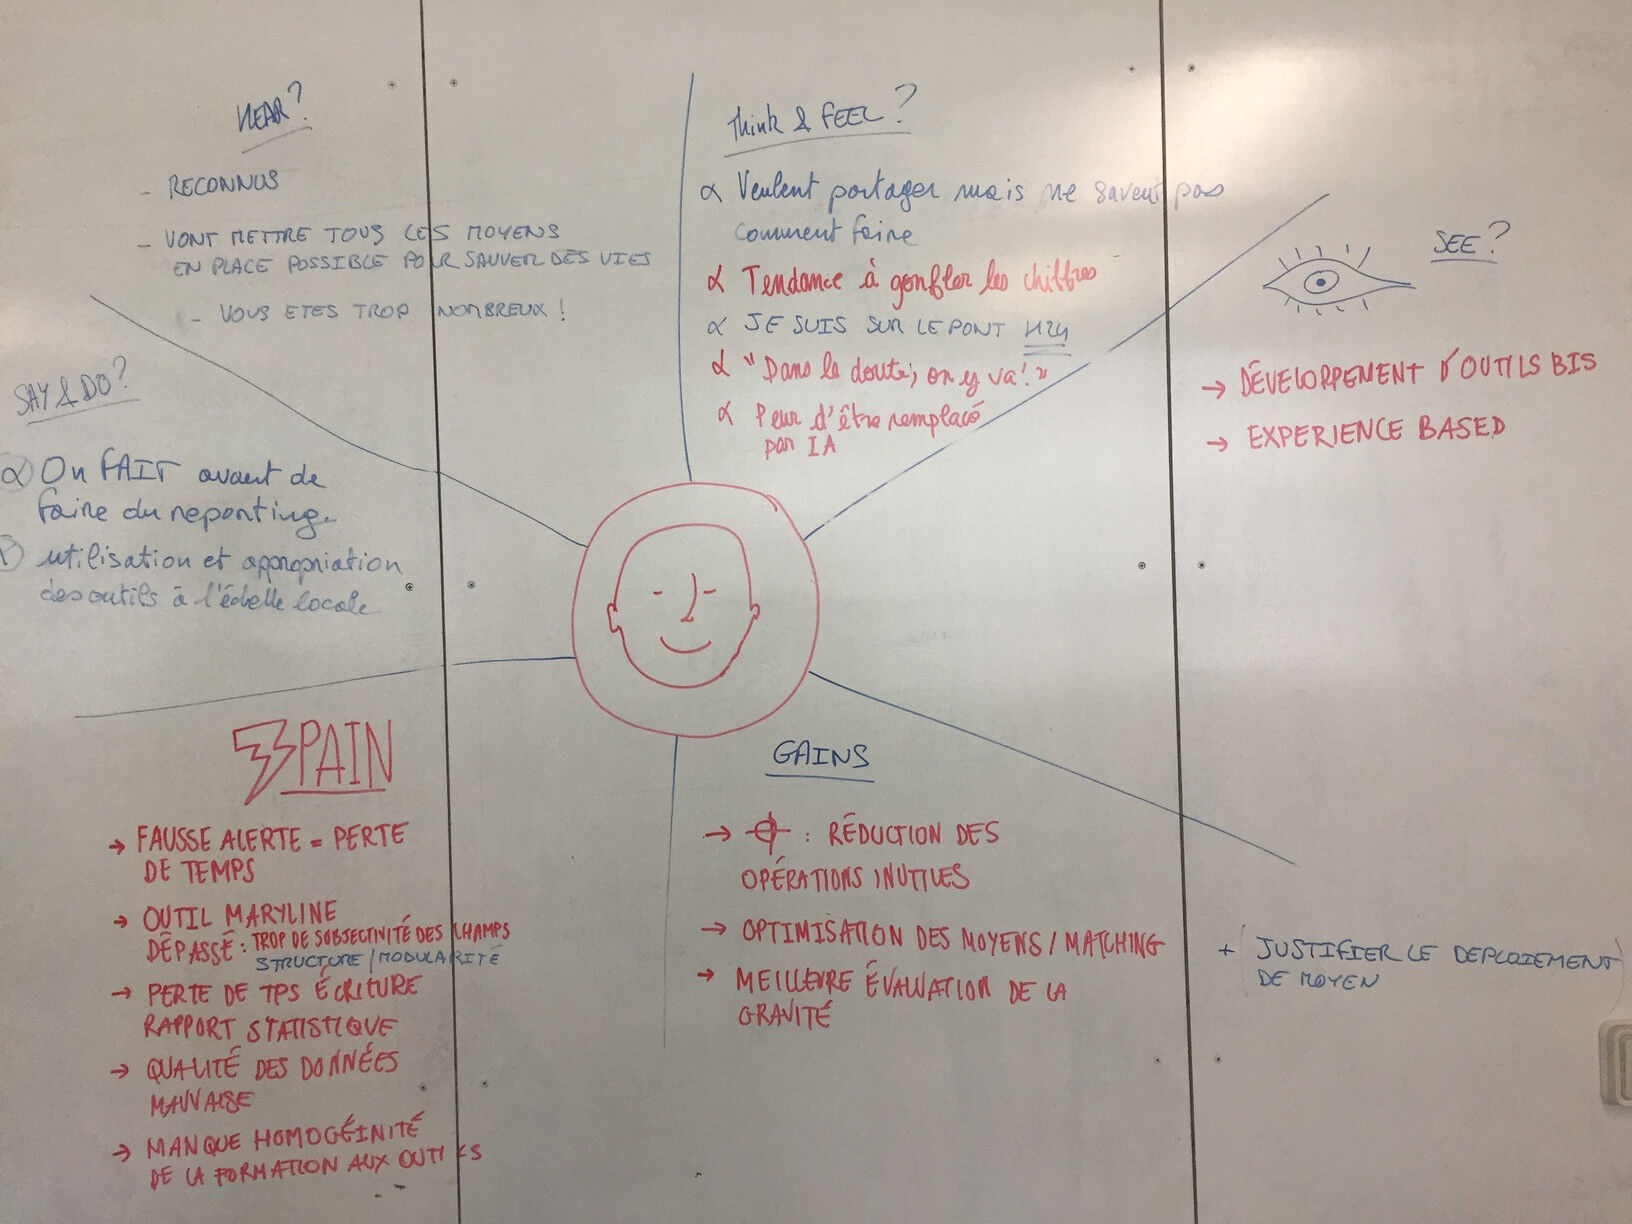 HEAR?
- RECONNUS
- VONT METTRE TOUS LES MOYENS
EN PLACE POSSIBLE POUR SAUVER DES VIES
- VOUS ETES TROP NOMBREUX !
Think & FEEL?
α Veulent partager mais ne savent pas
comment faire
α Tendance à gonfler les chiffres
α JE SUIS SUR LE PONT H24
α "Dans le doute, on y va!"
α Peur d'être remplacé
par IA
SEE?
→ DÉVELOPPEMENT D'OUTILS BIS
→ EXPERIENCE BASED
SAY & DO?
α On FAIT avant de
faire du reporting.
utilisation et appropriation
des outils à l'échelle locale
PAIN
→ FAUSSE ALERTE = PERTE
DE TEMPS
→ OUTIL MARYLINE
DÉPASSÉ : TROP DE SUBJECTIVITÉ DES CHAMPS
STRUCTURE / MODULARITÉ
→ PERTE DE TPS ÉCRITURE
RAPPORT STATISTIQUE
→ QUALITÉ DES DONNÉES
MAUVAISE
→ MANQUE HOMOGÉINITÉ
DE LA FORMATION AUX OUTILS
GAINS
→ : RÉDUCTION DES
OPÉRATIONS INUTILES
→ OPTIMISATION DES MOYENS / MATCHING
→ MEILLEURE ÉVALUATION DE LA
GRAVITÉ
+ (JUSTIFIER LE DEPLOIEMENT
DE MOYEN)